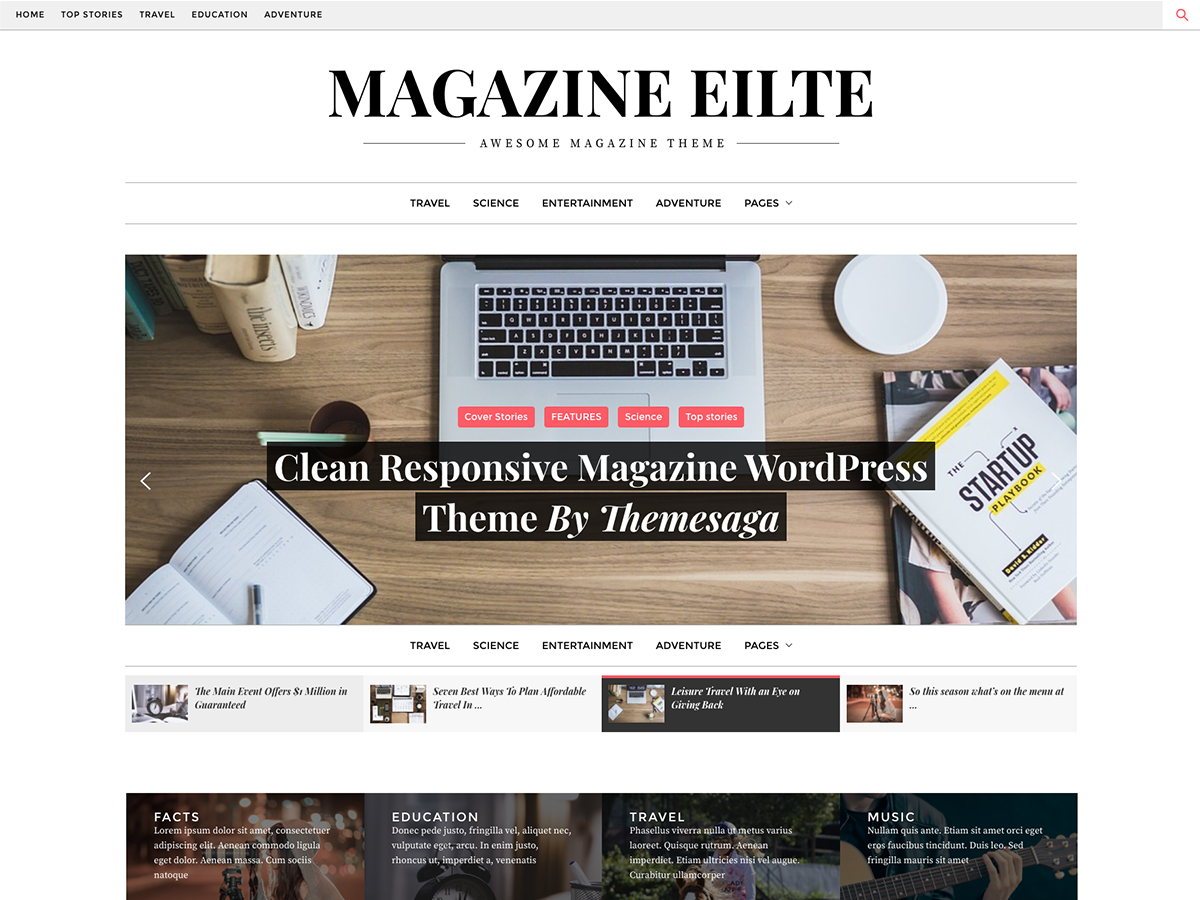 HOME TOP STORIES TRAVEL EDUCATION ADVENTURE
MAGAZINE EILTE
AWESOME MAGAZINE THEME
TRAVEL SCIENCE ENTERTAINMENT ADVENTURE PAGES
the insects
THE
STARTUP
PLAYBOOK
David S. Kidder
Cover Stories FEATURES Science Top stories
Clean Responsive Magazine WordPress
Theme By Themesaga
TRAVEL SCIENCE ENTERTAINMENT ADVENTURE PAGES
The Main Event Offers $1 Million in
Guaranteed
Seven Best Ways To Plan Affordable
Travel In ...
Leisure Travel With an Eye on
Giving Back
So this season what's on the menu at
...
FACTS
Lorem ipsum dolor sit amet, consectetuer
adipiscing elit. Aenean commodo ligula
eget dolor. Aenean massa. Cum sociis
natoque
EDUCATION
Donec pede justo, fringilla vel, aliquet nec,
vulputate eget, arcu. In enim justo,
rhoncus ut, imperdiet a, venenatis
TRAVEL
Phasellus viverra nulla ut metus varius
laoreet. Quisque rutrum. Aenean
imperdiet. Etiam ultricies nisi vel augue.
Curabitur ullamcorper
MUSIC
Nullam quis ante. Etiam sit amet orci eget
eros faucibus tincidunt. Duis leo. Sed
fringilla mauris sit amet